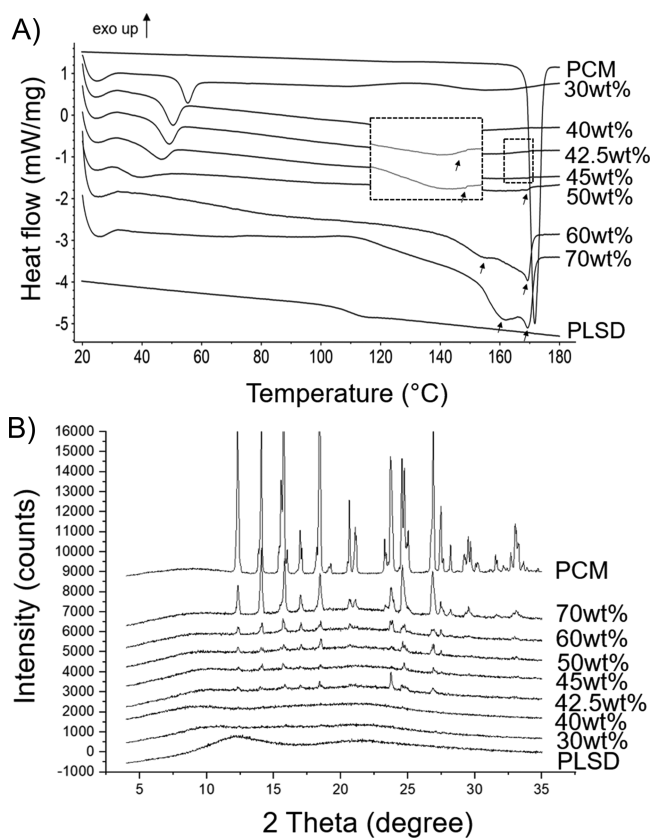 A)
exo up
Heat flow (mW/mg)
1
0
-1
-2
-3
-4
-5
PCM
30wt%
40wt%
42.5wt%
45wt%
50wt%
60wt%
70wt%
PLSD
20 40 60 80 100 120 140 160 180
Temperature (°C)
B)
Intensity (counts)
16000
15000
14000
13000
12000
11000
10000
9000
8000
7000
6000
5000
4000
3000
2000
1000
0
-1000
PCM
70wt%
60wt%
50wt%
45wt%
42.5wt%
40wt%
30wt%
PLSD
5 10 15 20 25 30 35
2 Theta (degree)